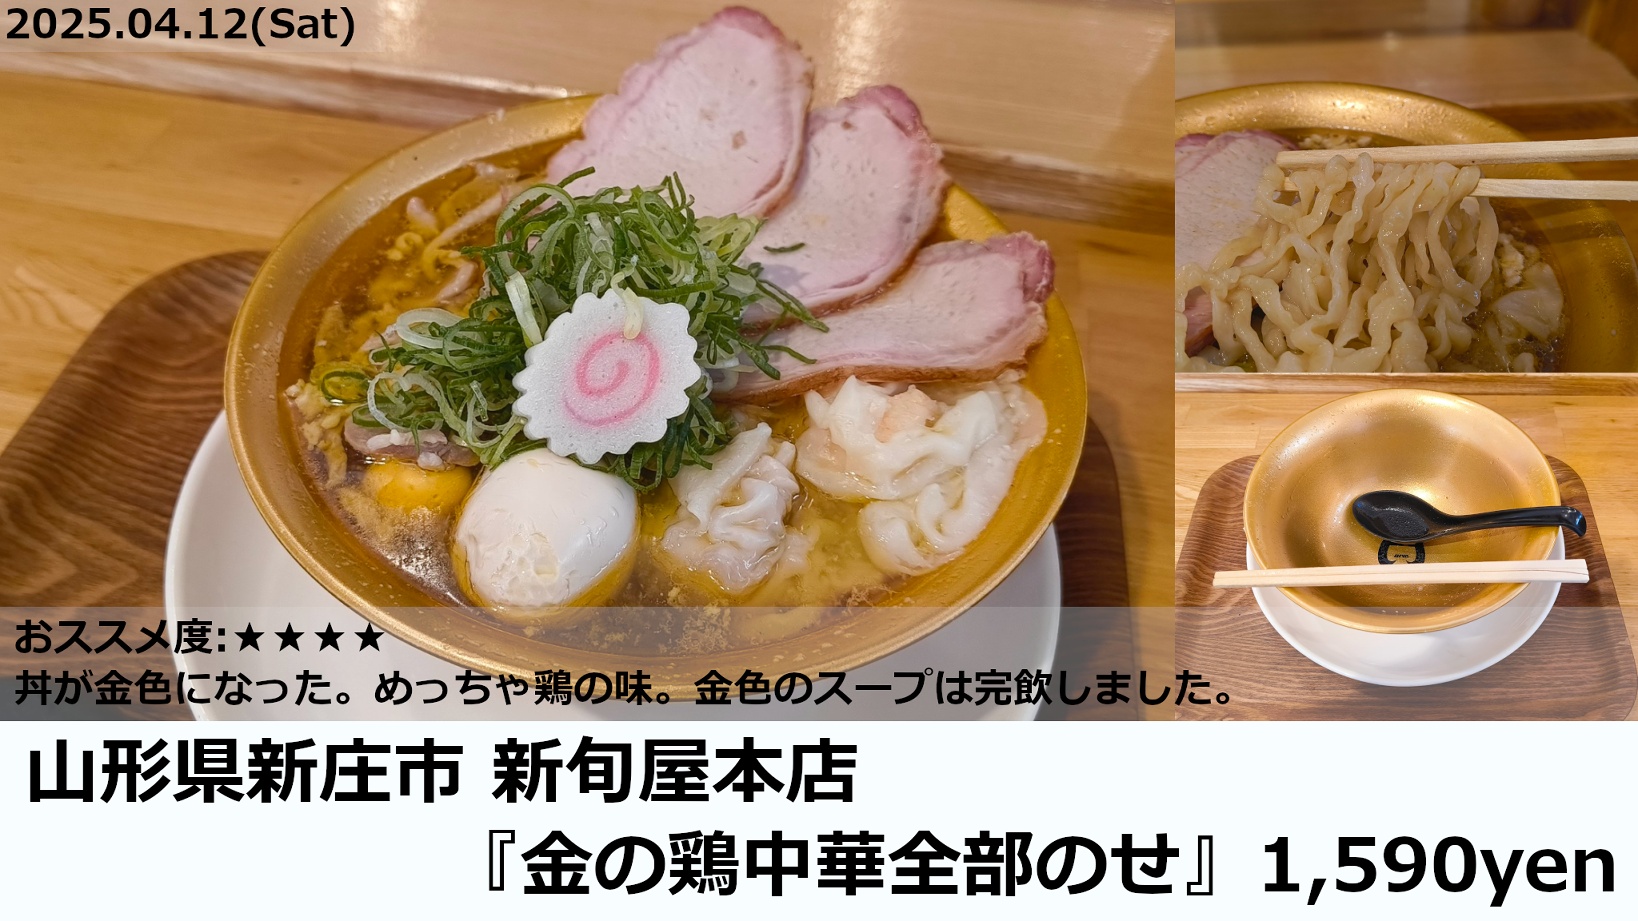 2025.04.12(Sat)
おススメ度:★★★★
丼が金色になった。めっちゃ鶏の味。金色のスープは完飲しました。
山形県新庄市 新旬屋本店
『金の鶏中華全部のせ』1,590yen